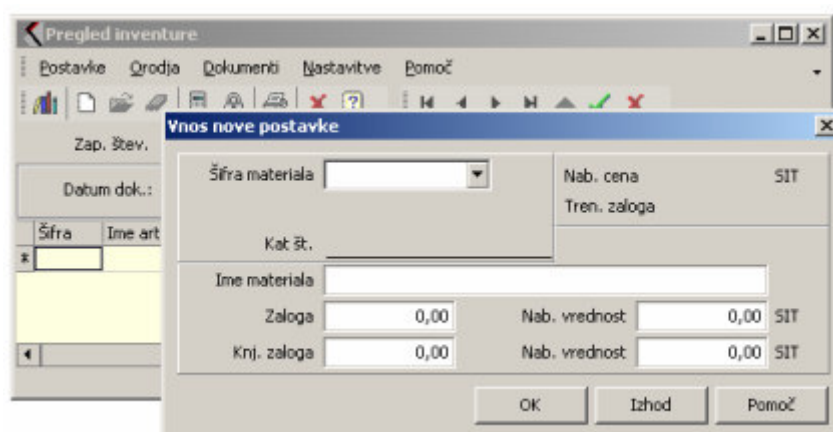 Pregled inventure
Postavke Orodja Dokumenti Nastavitve Pomoč
Zap. štev.
Datum dok.:
Šifra Ime art
Vnos nove postavke
Šifra materiala
Nab. cena SIT
Tren. zaloga
Kat št.
Ime materiala
Zaloga 0,00 Nab. vrednost 0,00 SIT
Knj. zaloga 0,00 Nab. vrednost 0,00 SIT
OK Izhod Pomoč